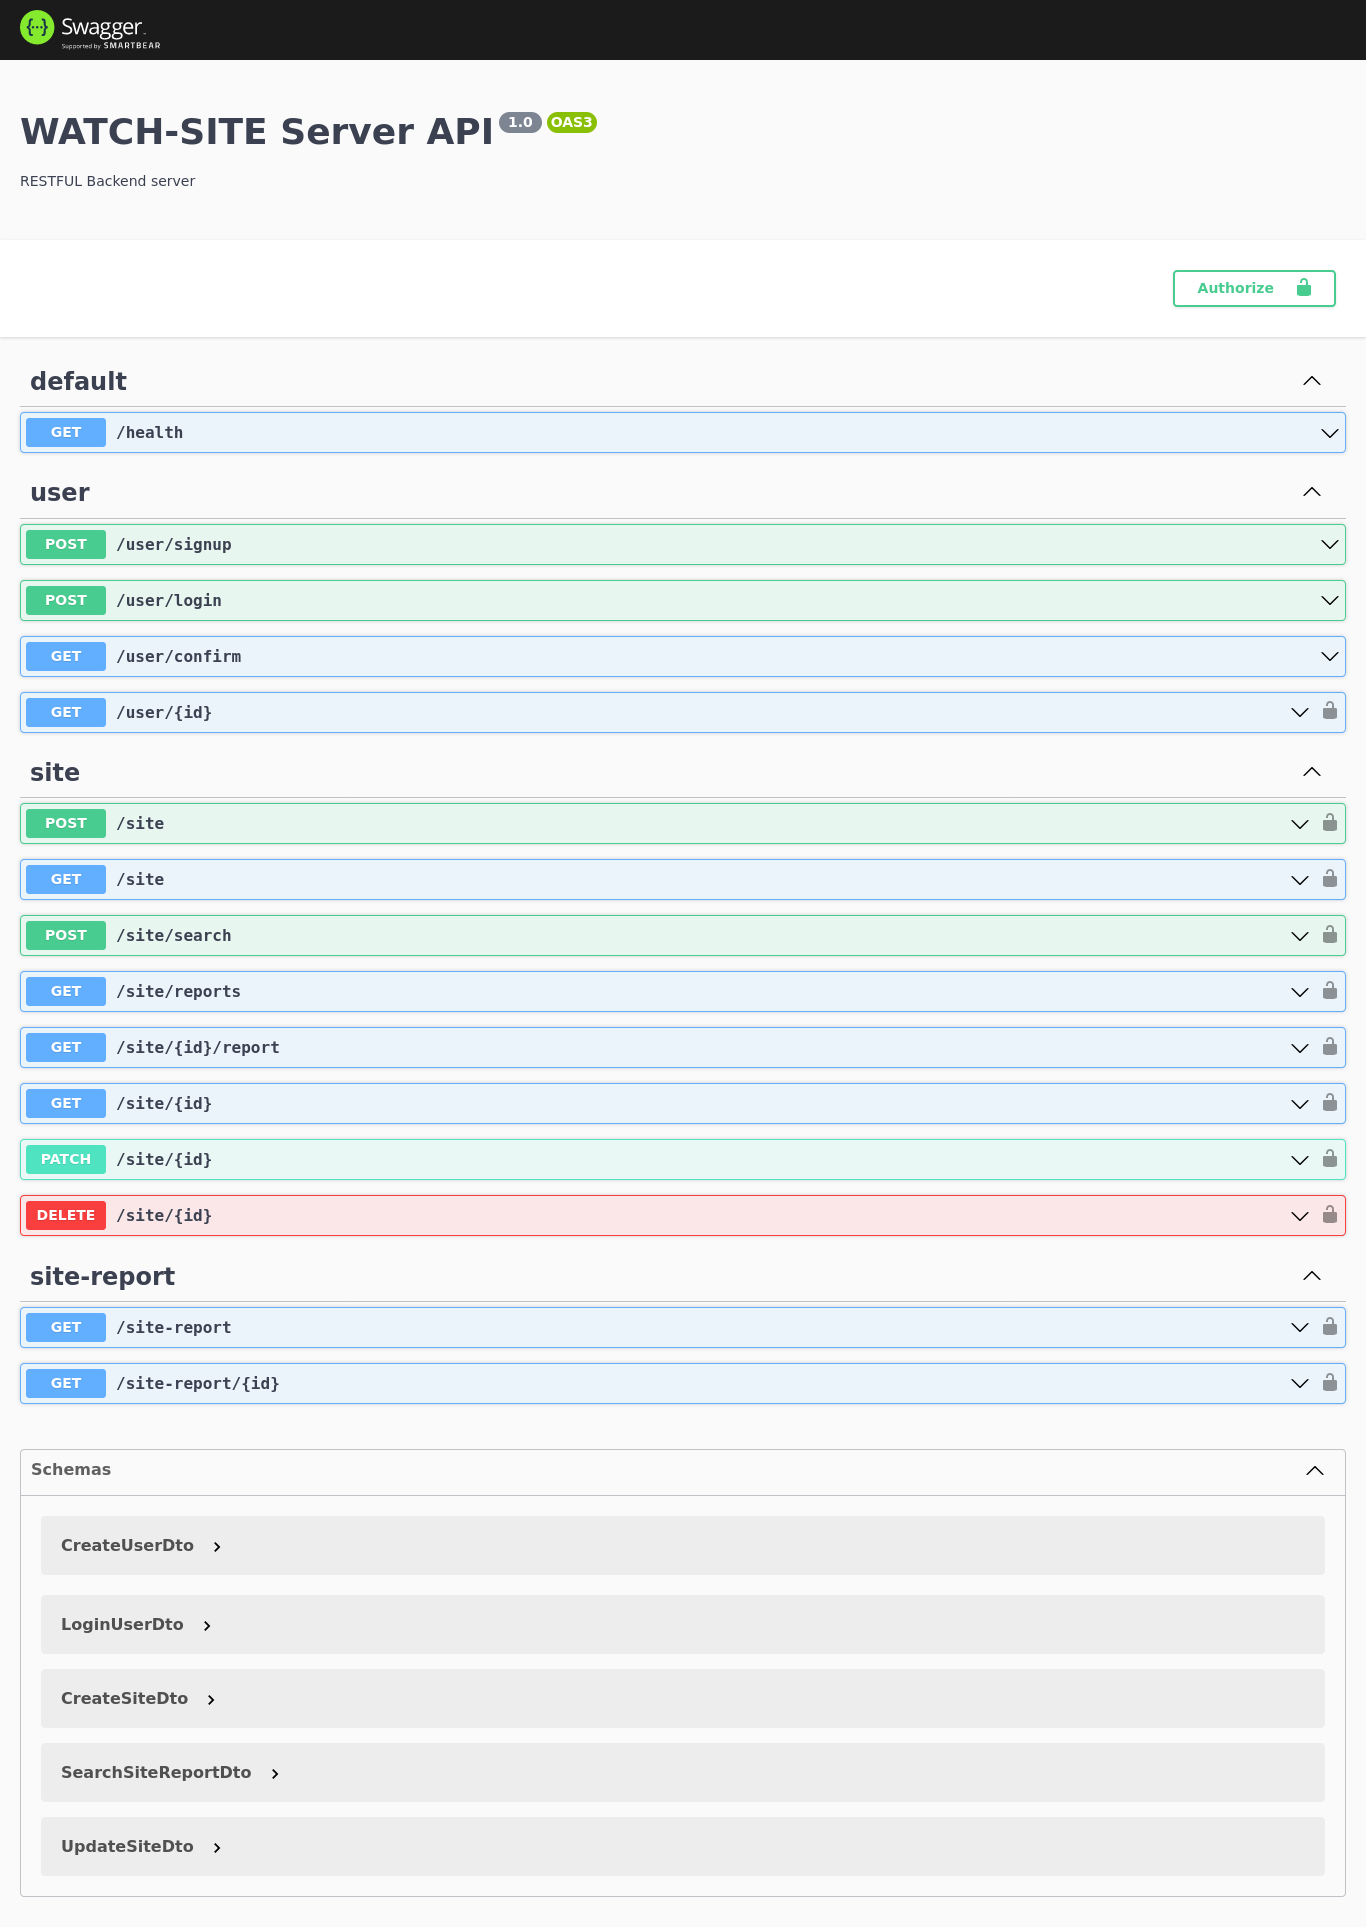 Swagger
Supported by SMARTBEAR
WATCH-SITE Server API 1.0 OAS3
RESTFUL Backend server
Authorize
default
GET /health
user
POST /user/signup
POST /user/login
GET /user/confirm
GET /user/{id}
site
POST /site
GET /site
POST /site/search
GET /site/reports
GET /site/{id}/report
GET /site/{id}
PATCH /site/{id}
DELETE /site/{id}
site-report
GET /site-report
GET /site-report/{id}
Schemas
CreateUserDto
LoginUserDto
CreateSiteDto
SearchSiteReportDto
UpdateSiteDto